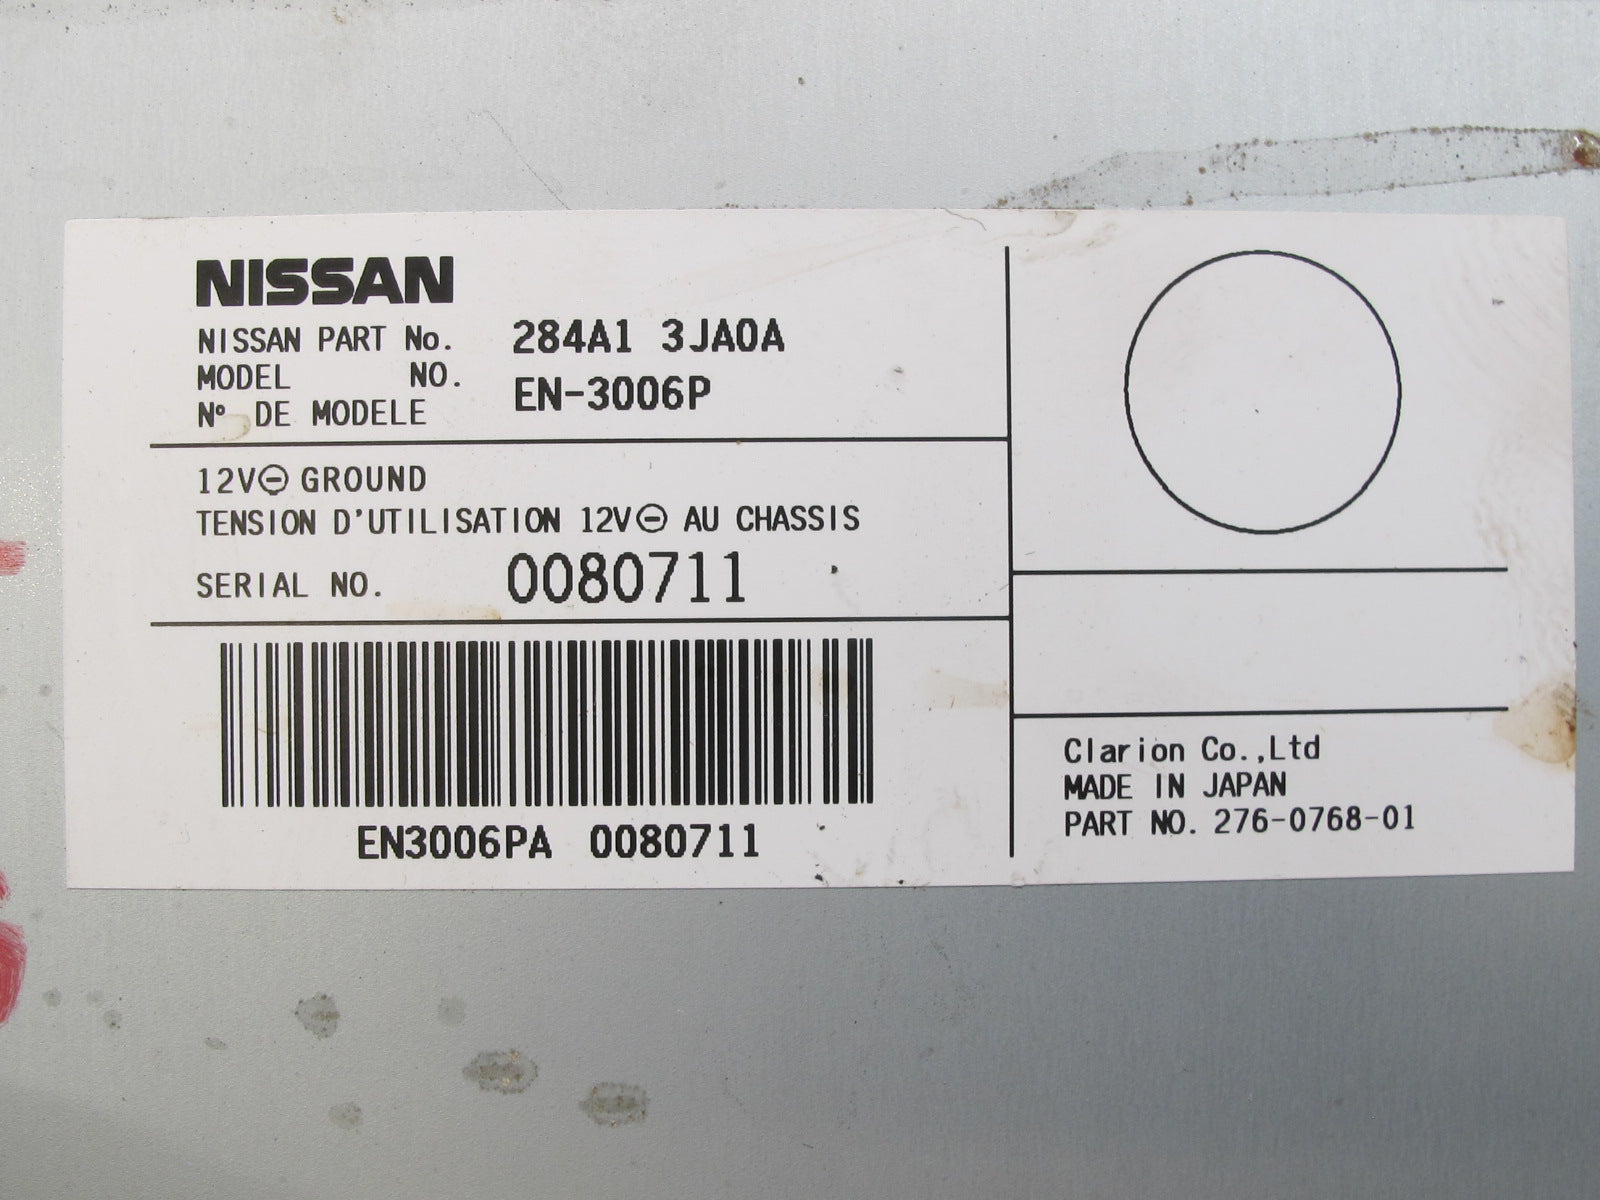 NISSAN
NISSAN PART No. 284A1 3JA0A
MODEL NO. EN-3006P
Nº DE MODELE
12V⊖ GROUND
TENSION D'UTILISATION 12V⊖ AU CHASSIS
SERIAL NO. 0080711
EN3006PA 0080711
Clarion Co.,Ltd
MADE IN JAPAN
PART NO. 276-0768-01